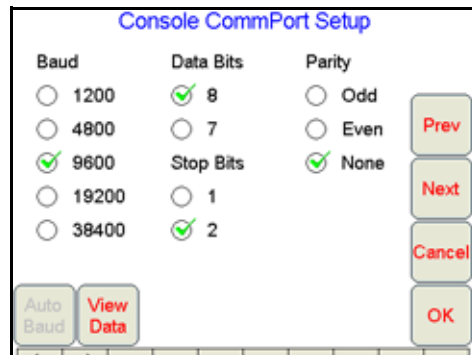 Console CommPort Setup
Baud
1200
4800
9600
19200
38400
Data Bits
8
7
Stop Bits
1
2
Parity
Odd
Even
None
Prev
Next
Cancel
OK
Auto
Baud
View
Data